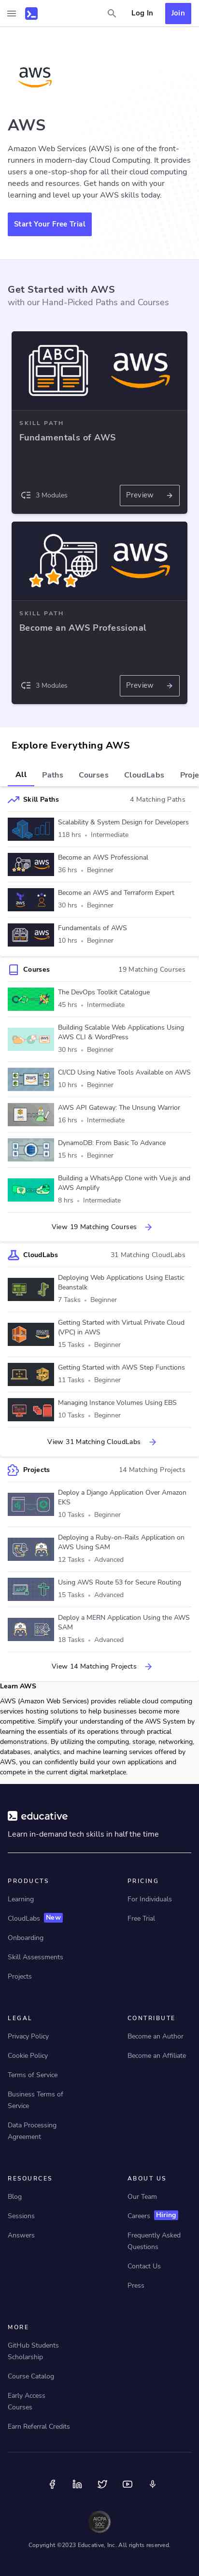 Log In
Join
aws
AWS
Amazon Web Services (AWS) is one of the front-
runners in modern-day Cloud Computing. It provides
users a one-stop-shop for all their cloud computing
needs and resources. Get hands on with your
learning and level up your AWS skills today.
Start Your Free Trial
Get Started with AWS
with our Hand-Picked Paths and Courses
ABC
aws
SKILL PATH
Fundamentals of AWS
3 Modules
Preview
aws
SKILL PATH
Become an AWS Professional
3 Modules
Preview
Explore Everything AWS
All
Paths
Courses
CloudLabs
Proje
Skill Paths
4 Matching Paths
Scalability & System Design for Developers
118 hrs • Intermediate
Become an AWS Professional
36 hrs • Beginner
Become an AWS and Terraform Expert
30 hrs • Beginner
Fundamentals of AWS
10 hrs • Beginner
Courses
19 Matching Courses
The DevOps Toolkit Catalogue
45 hrs • Intermediate
Building Scalable Web Applications Using
AWS CLI & WordPress
30 hrs • Beginner
CI/CD Using Native Tools Available on AWS
10 hrs • Beginner
AWS API Gateway: The Unsung Warrior
16 hrs • Intermediate
DynamoDB: From Basic To Advance
15 hrs • Beginner
Building a WhatsApp Clone with Vue.js and
AWS Amplify
8 hrs • Intermediate
View 19 Matching Courses
CloudLabs
31 Matching CloudLabs
Deploying Web Applications Using Elastic
Beanstalk
7 Tasks • Beginner
Getting Started with Virtual Private Cloud
(VPC) in AWS
15 Tasks • Beginner
Getting Started with AWS Step Functions
11 Tasks • Beginner
Managing Instance Volumes Using EBS
10 Tasks • Beginner
View 31 Matching CloudLabs
Projects
14 Matching Projects
Deploy a Django Application Over Amazon
EKS
10 Tasks • Beginner
Deploying a Ruby-on-Rails Application on
AWS Using SAM
12 Tasks • Advanced
Using AWS Route 53 for Secure Routing
15 Tasks • Advanced
Deploy a MERN Application Using the AWS
SAM
18 Tasks • Advanced
View 14 Matching Projects
Learn AWS
AWS (Amazon Web Services) provides reliable cloud computing
services hosting solutions to help businesses become more
competitive. Simplify your understanding of the AWS System by
learning the essentials of its operations through practical
demonstrations. By utilizing the computing, storage, networking,
databases, analytics, and machine learning services offered by
AWS, you can confidently build your own applications and
compete in the current digital marketplace.
educative
Learn in-demand tech skills in half the time
PRODUCTS
Learning
CloudLabs New
Onboarding
Skill Assessments
Projects
PRICING
For Individuals
Free Trial
LEGAL
Privacy Policy
Cookie Policy
Terms of Service
Business Terms of
Service
Data Processing
Agreement
CONTRIBUTE
Become an Author
Become an Affiliate
RESOURCES
Blog
Sessions
Answers
ABOUT US
Our Team
Careers Hiring
Frequently Asked
Questions
Contact Us
Press
MORE
GitHub Students
Scholarship
Course Catalog
Early Access
Courses
Earn Referral Credits
AICPA
SOC
Copyright ©2023 Educative, Inc. All rights reserved.